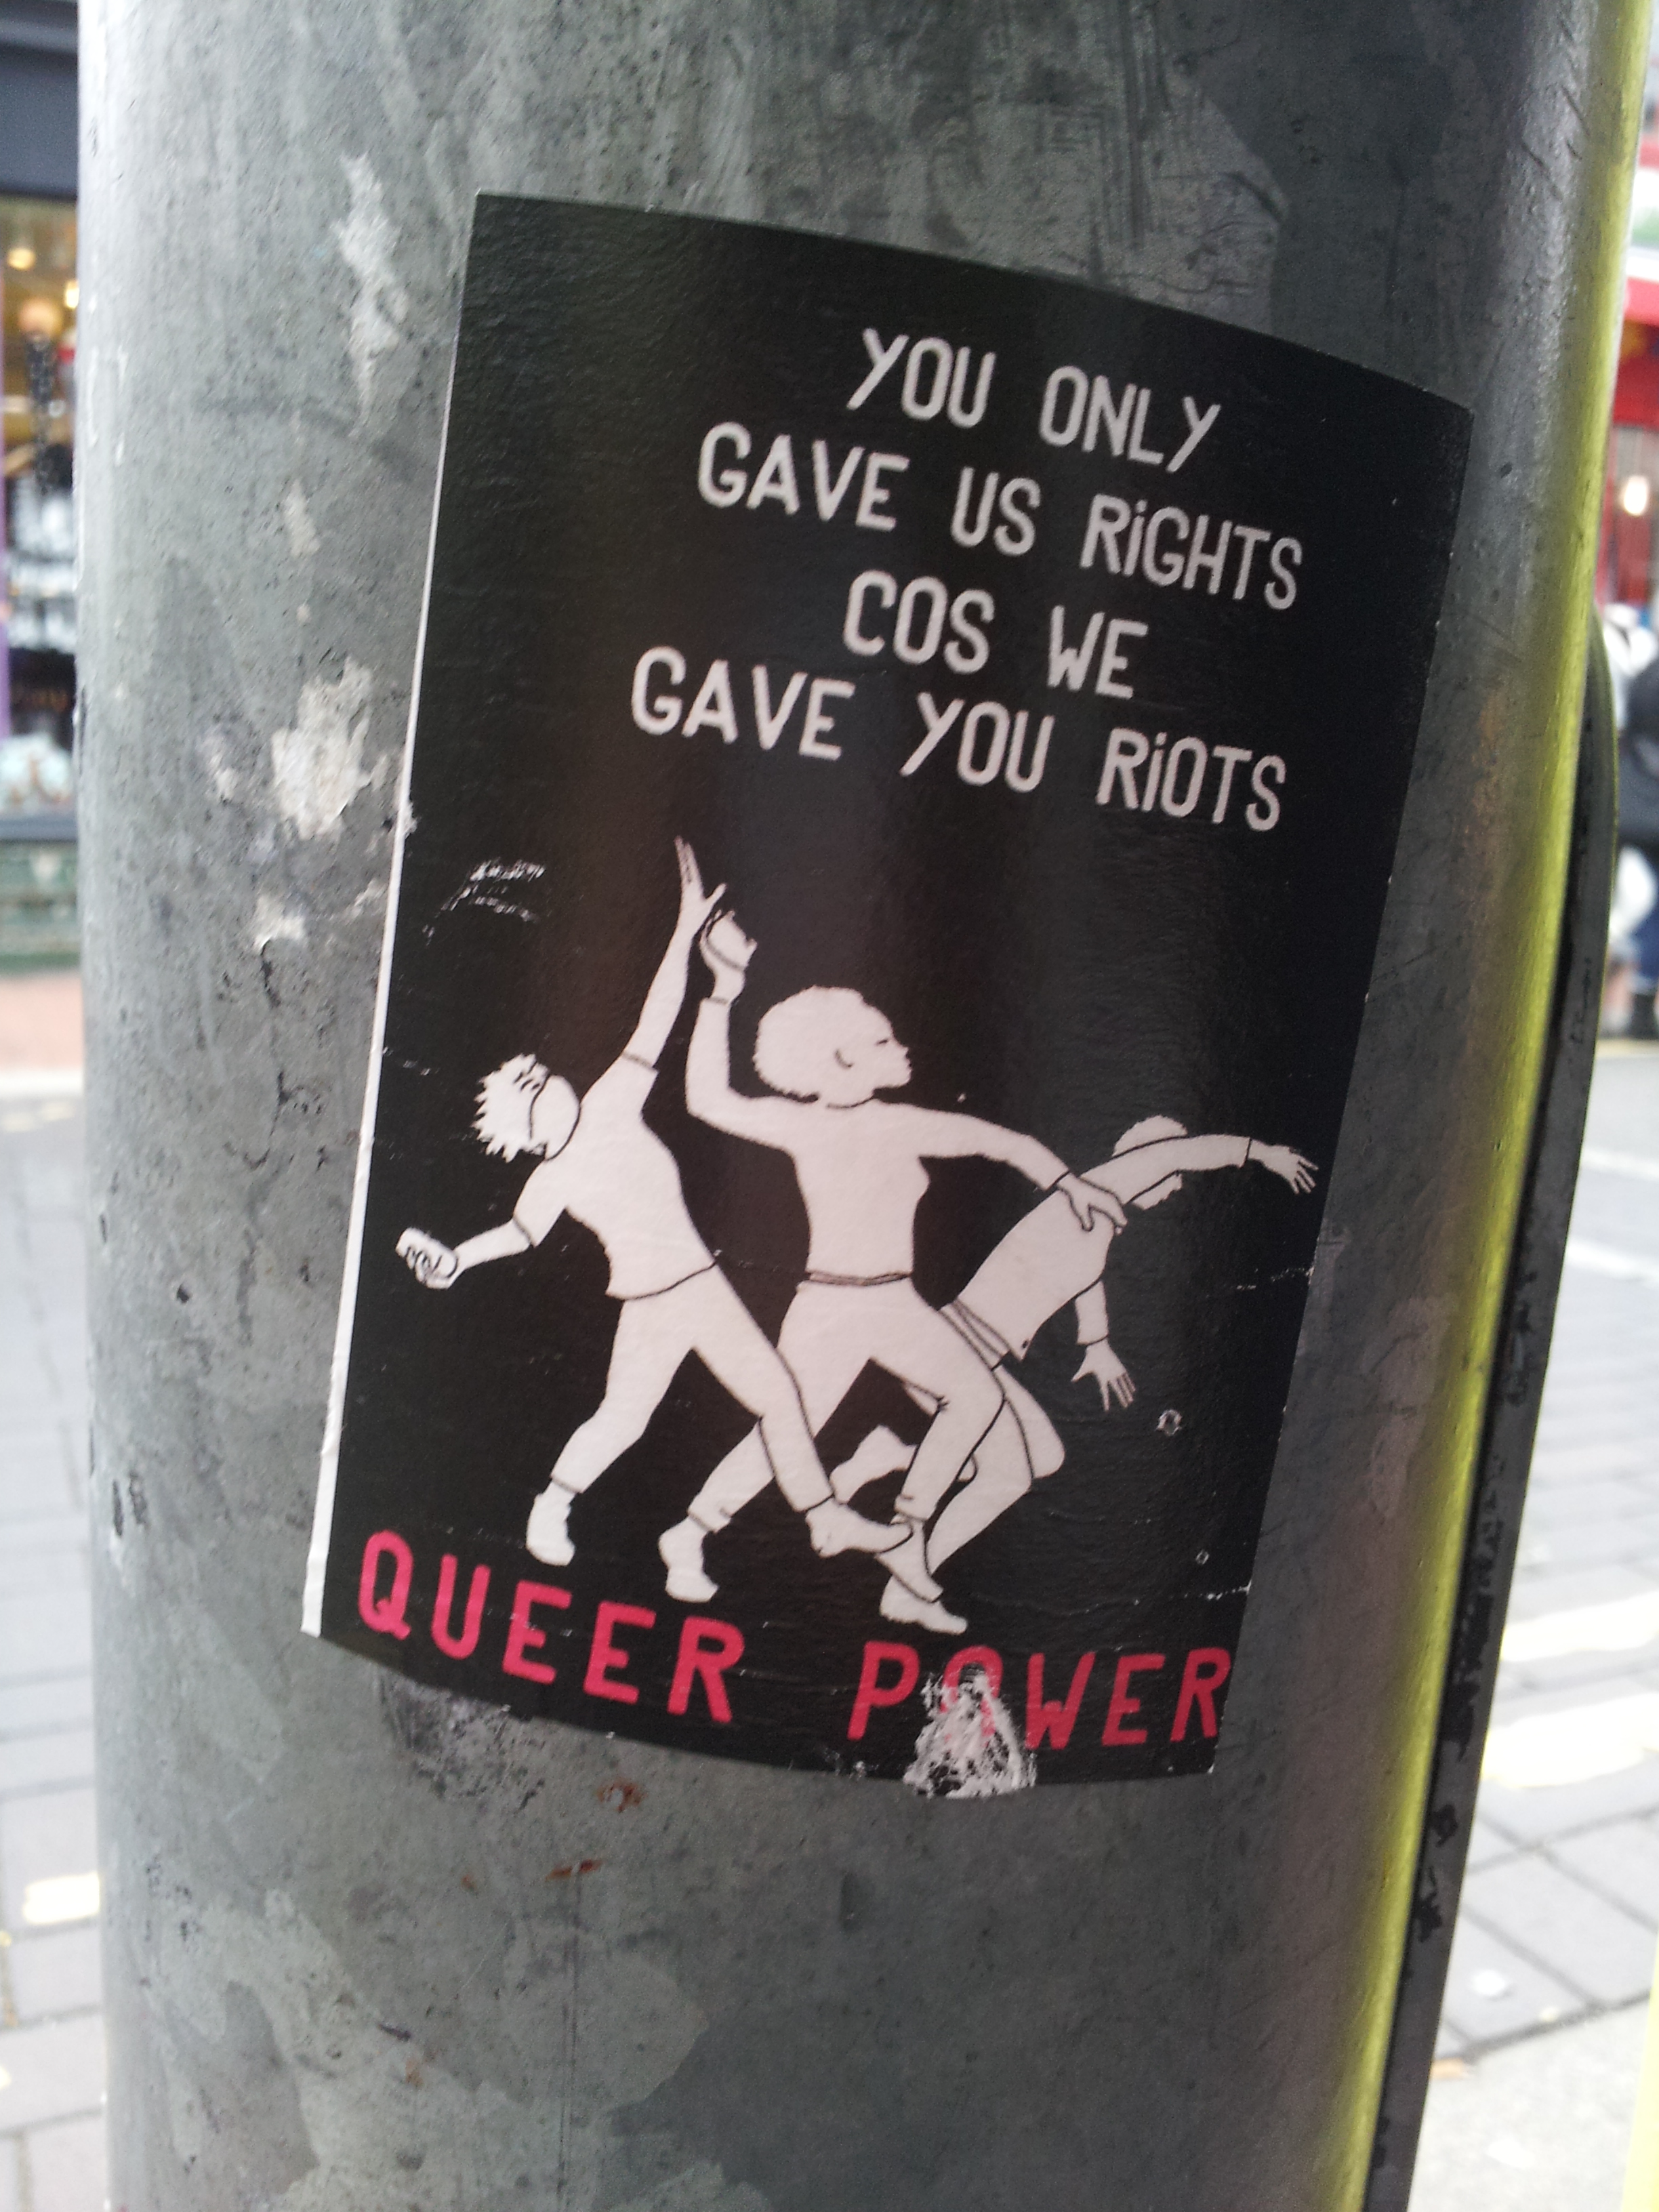 YOU ONLY
GAVE US RiGHTS
COS WE
GAVE YOU RiOTS
QUEER POWER